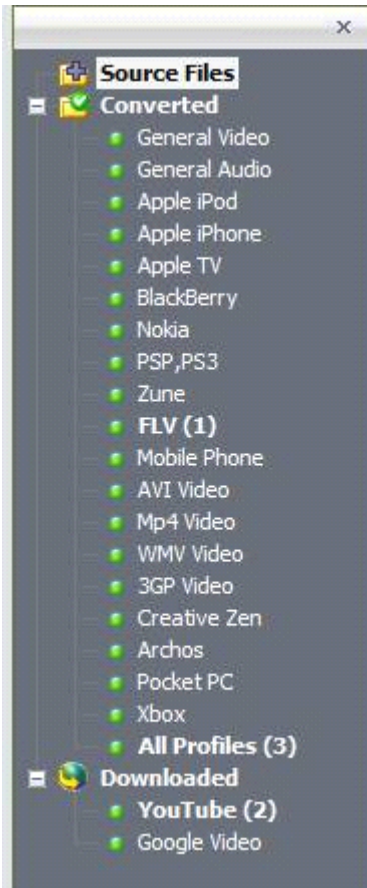 Source Files
Converted
General Video
General Audio
Apple iPod
Apple iPhone
Apple TV
BlackBerry
Nokia
PSP,PS3
Zune
FLV (1)
Mobile Phone
AVI Video
Mp4 Video
WMV Video
3GP Video
Creative Zen
Archos
Pocket PC
Xbox
All Profiles (3)
Downloaded
YouTube (2)
Google Video